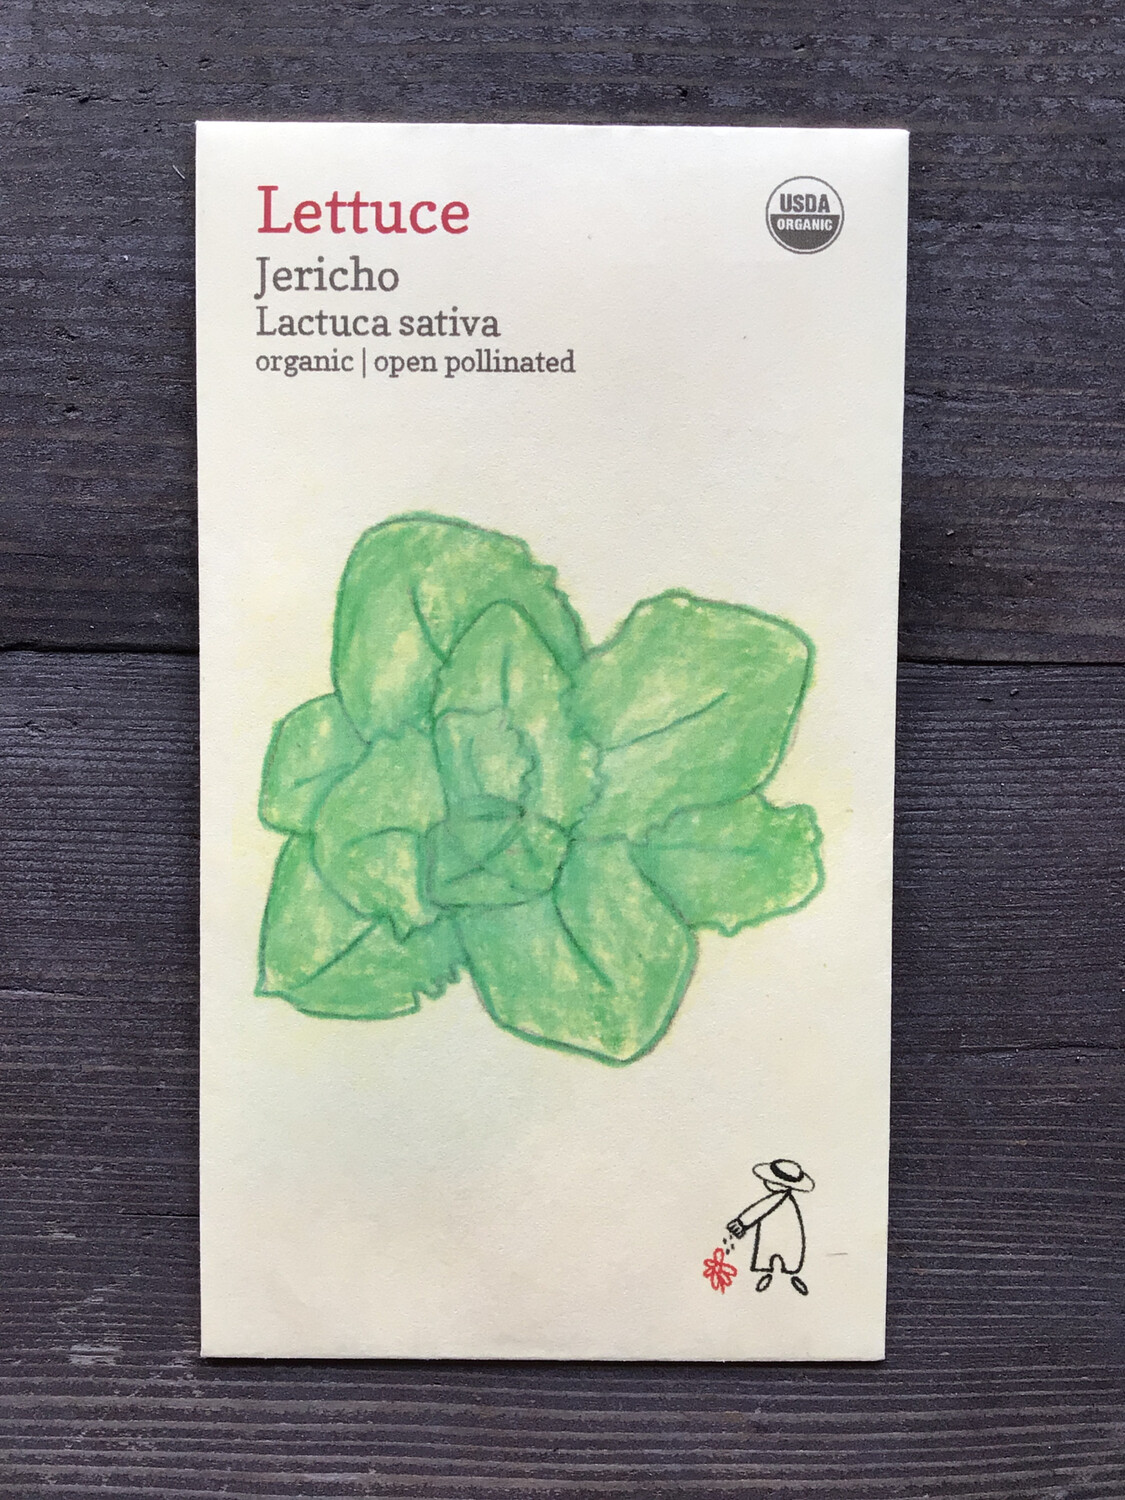 Lettuce
Jericho
Lactuca sativa
organic | open pollinated
USDA
ORGANIC